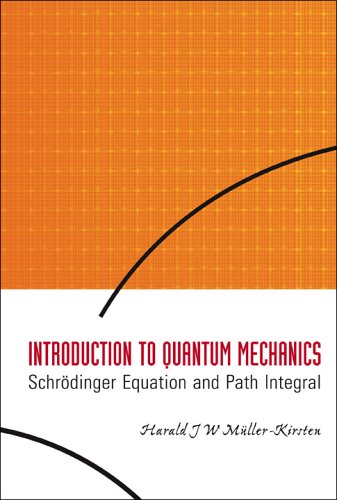 INTRODUCTION TO QUANTUM MECHANICS
Schrödinger Equation and Path Integral
Harald J W Müller-Kirsten